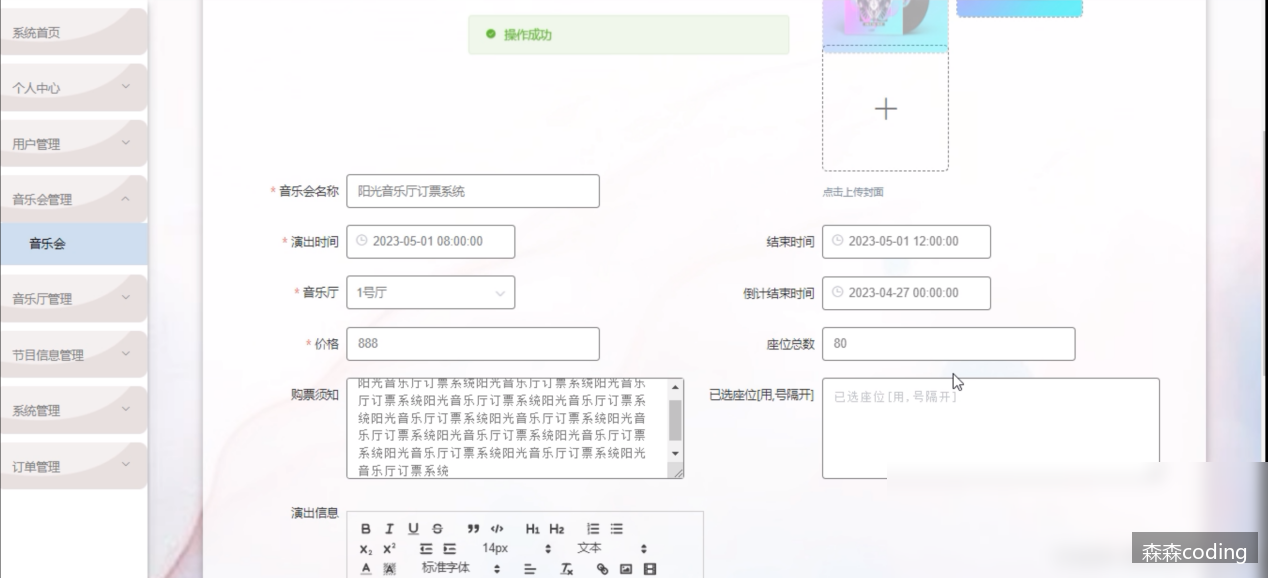 系统首页
个人中心
用户管理
音乐会管理
音乐会
音乐厅管理
节目信息管理
系统管理
订单管理
操作成功
点击上传封面
* 音乐会名称 阳光音乐厅订票系统
* 演出时间 2023-05-01 08:00:00
结束时间 2023-05-01 12:00:00
* 音乐厅 1号厅
倒计结束时间 2023-04-27 00:00:00
* 价格 888
座位总数 80
购票须知
阳光音乐厅订票系统阳光音乐厅订票系统阳光音乐
厅订票系统阳光音乐厅订票系统阳光音乐厅订票系
统阳光音乐厅订票系统阳光音乐厅订票系统阳光音
乐厅订票系统阳光音乐厅订票系统阳光音乐厅订票
系统阳光音乐厅订票系统阳光音乐厅订票系统阳光
音乐厅订票系统
已选座位[用,号隔开] 已选座位[用,号隔开]
演出信息
B I U S ” </> H1 H2
X₂ X² 14px 文本
A A 标准字体 Tx
森森coding